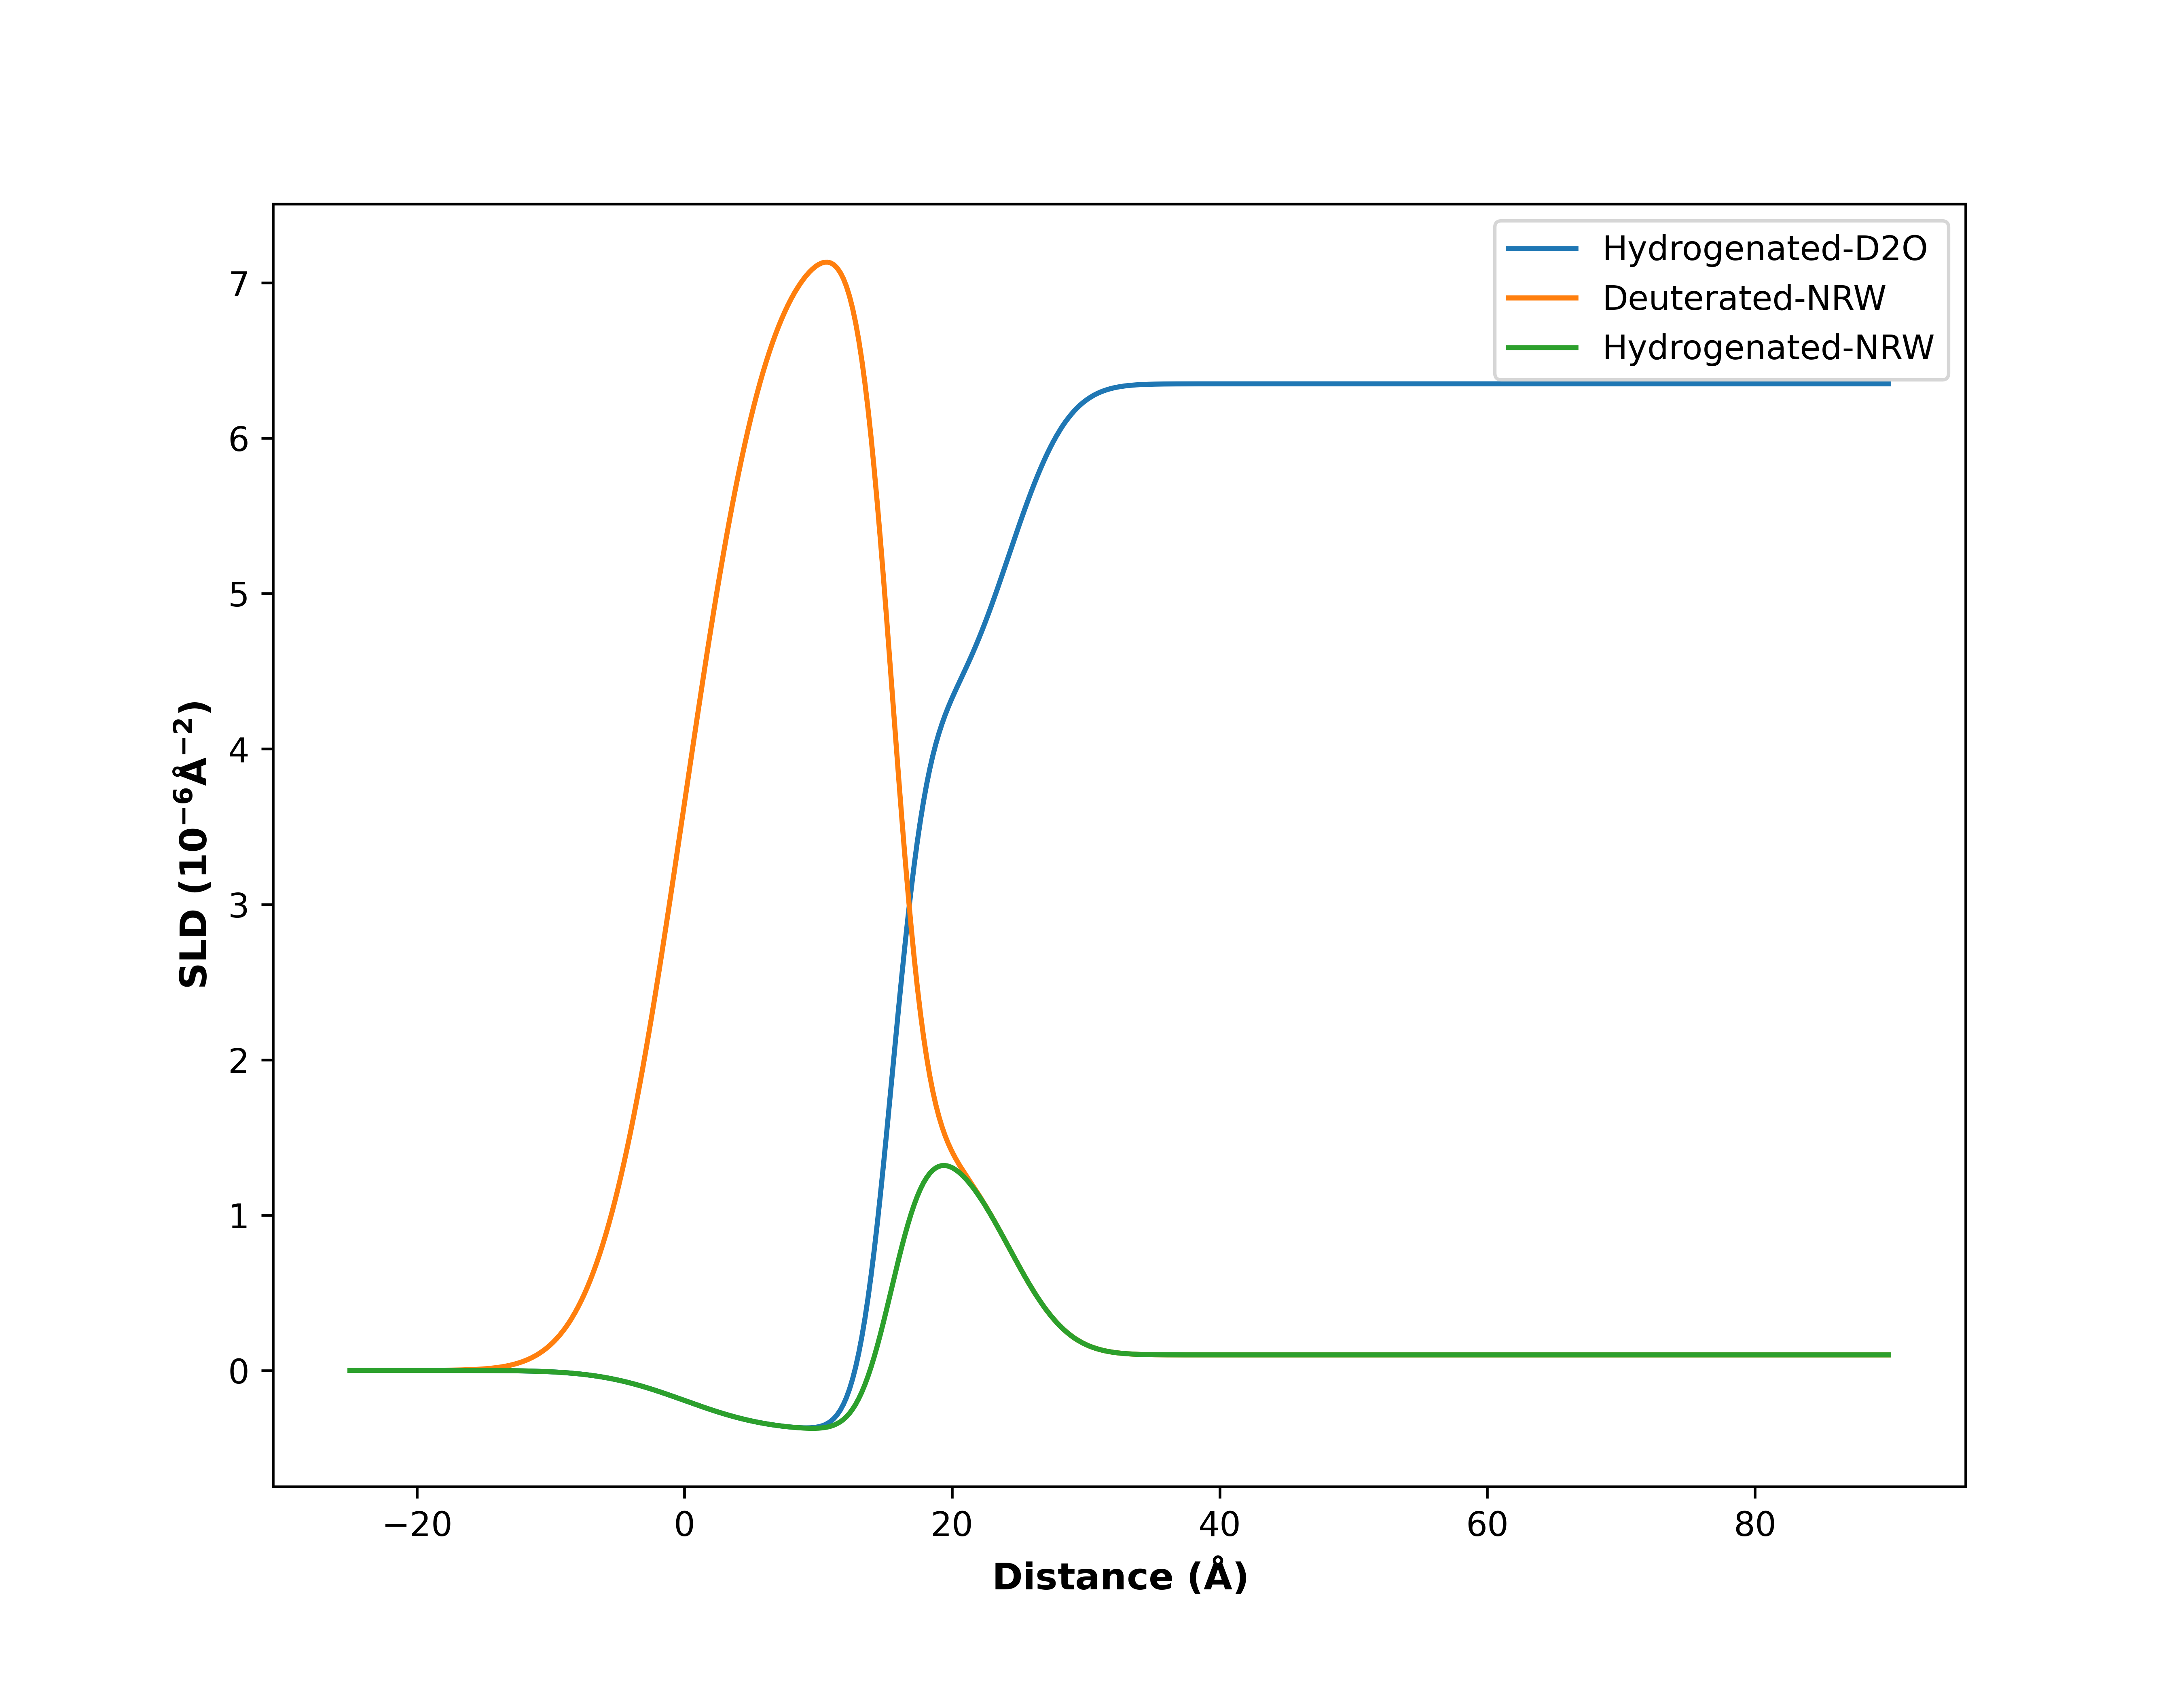 Hydrogenated-D2O
Deuterated-NRW
Hydrogenated-NRW
7
6
5
4
3
2
1
0
SLD (10⁻⁶Å⁻²)
−20 0 20 40 60 80
Distance (Å)